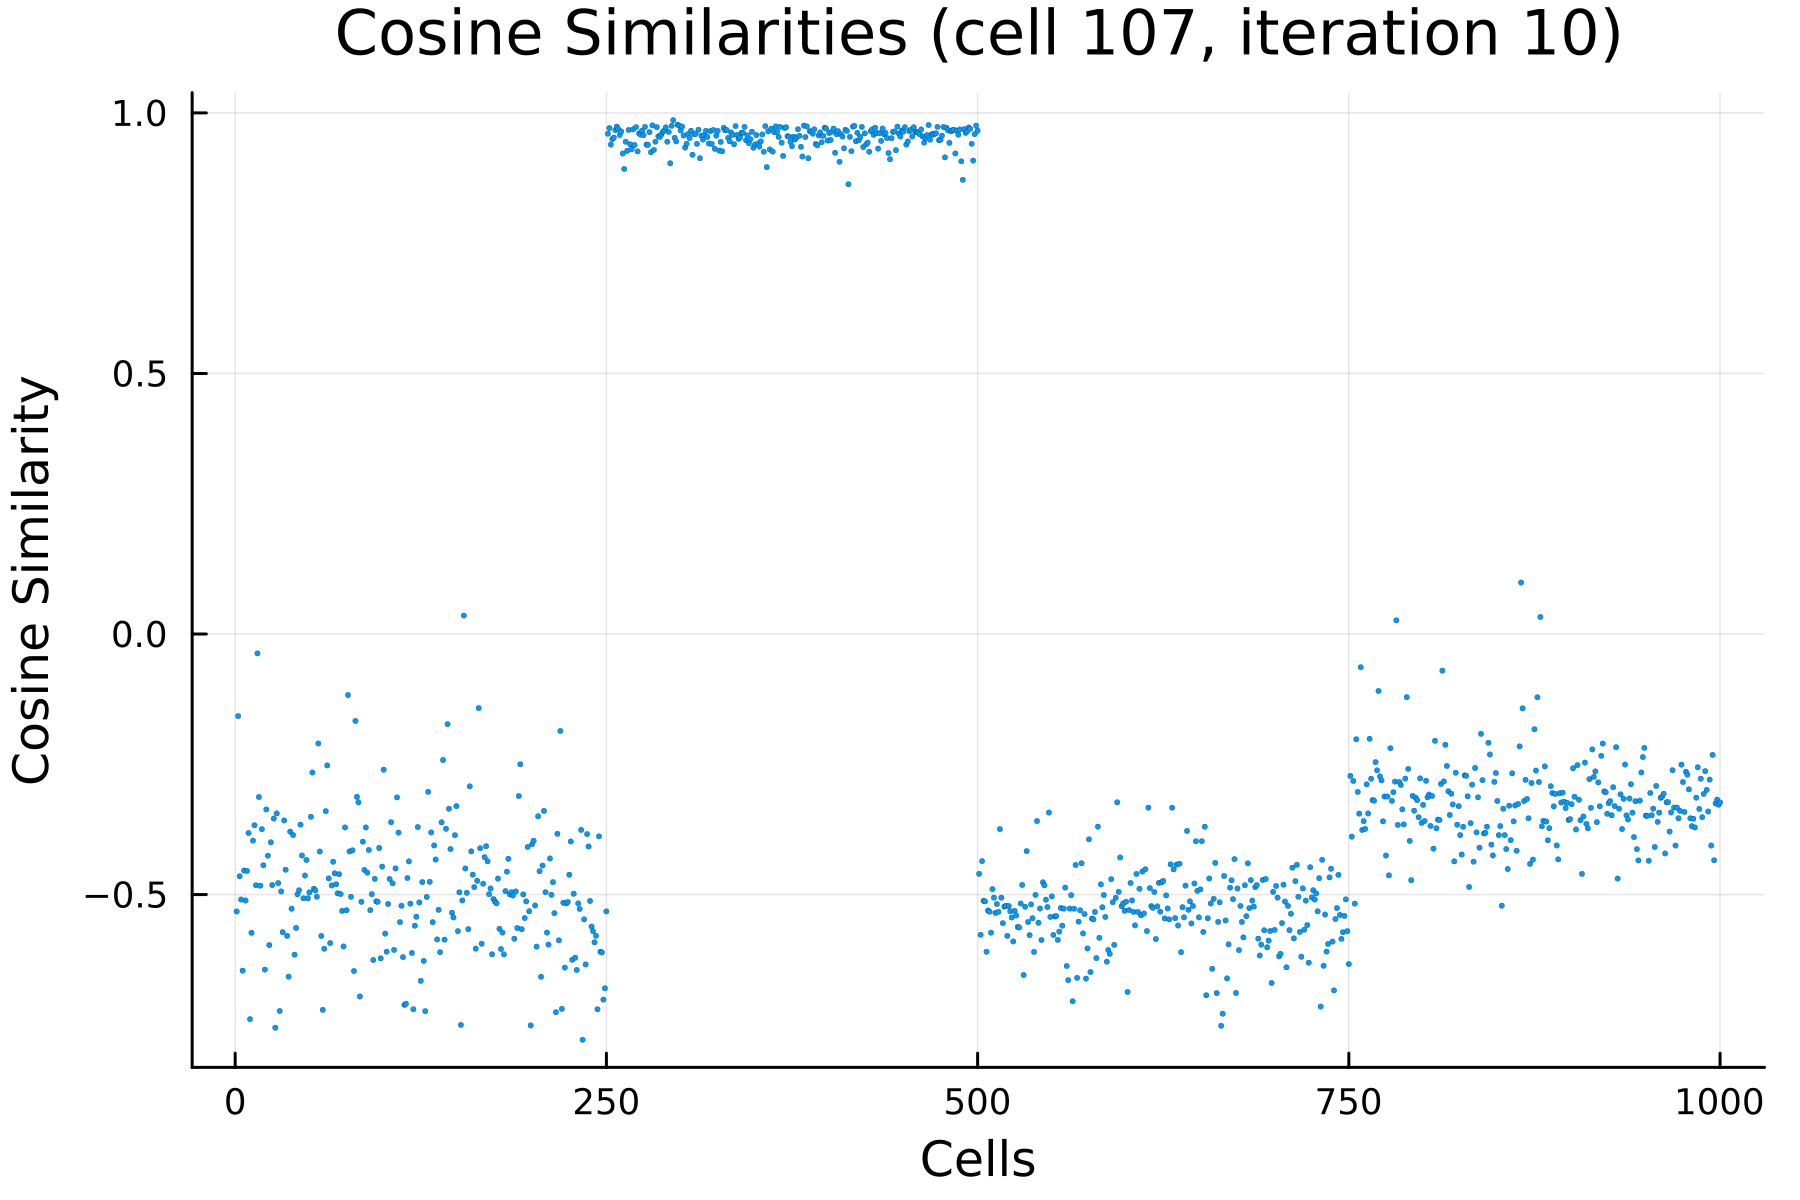 Cosine Similarities (cell 107, iteration 10)
1.0
0.5
0.0
−0.5
Cosine Similarity
0 250 500 750 1000
Cells